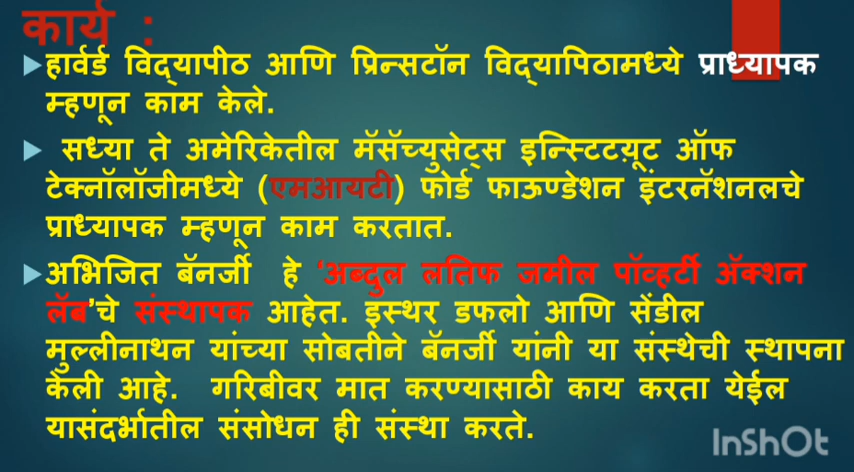 कार्य :
हार्वर्ड विद्यापीठ आणि प्रिन्सटॉन विद्यापिठामध्ये प्राध्यापक
म्हणून काम केले.
सध्या ते अमेरिकेतील मॅसॅच्युसेट्स इन्स्टिटय़ूट ऑफ
टेक्नॉलॉजीमध्ये (एमआयटी) फोर्ड फाऊण्डेशन इंटरनॅशनलचे
प्राध्यापक म्हणून काम करतात.
अभिजित बॅनर्जी हे 'अब्दुल लतिफ जमील पॉव्हर्टी ॲक्शन
लॅब'चे संस्थापक आहेत. इस्थर डफलो आणि सेंडील
मुल्लीनाथन यांच्या सोबतीने बॅनर्जी यांनी या संस्थेची स्थापना
केली आहे. गरिबीवर मात करण्यासाठी काय करता येईल
यासंदर्भातील संसोधन ही संस्था करते.
InShOt